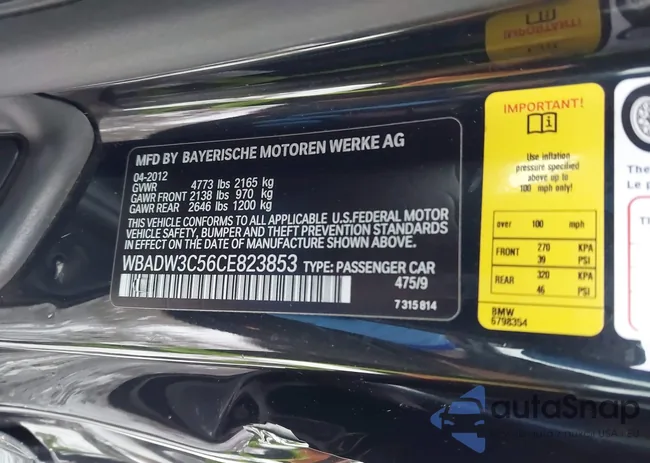 MFD BY BAYERISCHE MOTOREN WERKE AG
04-2012
GVWR 4773 lbs 2165 kg
GAWR FRONT 2138 lbs 970 kg
GAWR REAR 2646 lbs 1200 kg
THIS VEHICLE CONFORMS TO ALL APPLICABLE U.S.FEDERAL MOTOR
VEHICLE SAFETY, BUMPER AND THEFT PREVENTION STANDARDS
IN EFFECT ON THE DATE OF MANUFACTURE SHOWN ABOVE.
WBADW3C56CE823853 TYPE: PASSENGER CAR
475/9
7 315 814
IMPORTANT!
Use inflation
pressure specified
above for up to
100 mph only!
over 100 mph
FRONT 270 KPA
39 PSI
REAR 320 KPA
46 PSI
BMW
6798354
The
Le p
autoSnap